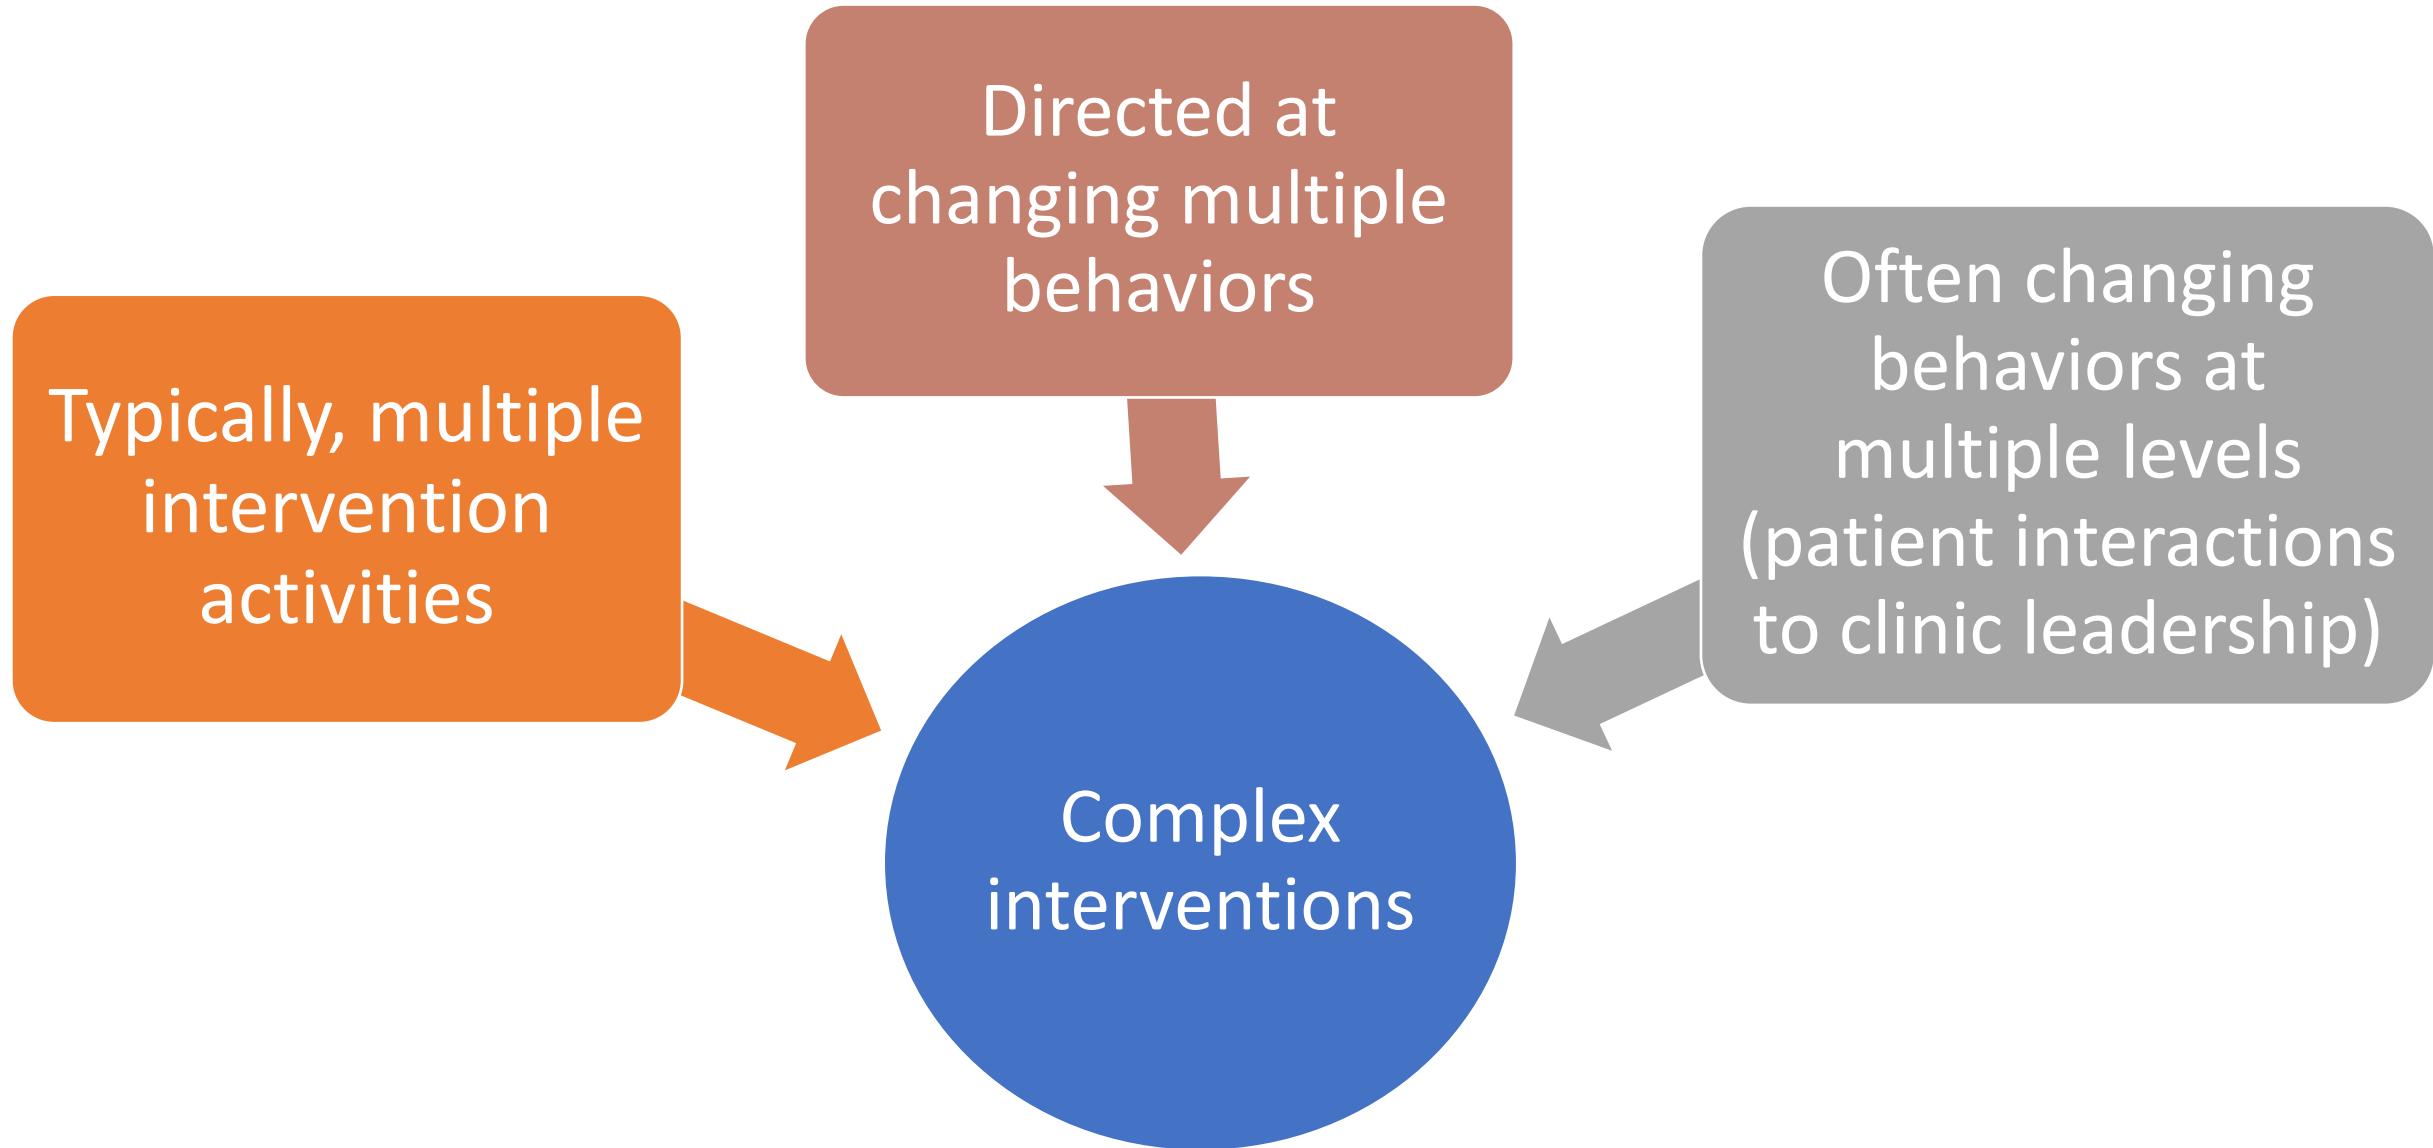 Directed at
changing multiple
behaviors
Typically, multiple
intervention
activities
Often changing
behaviors at
multiple levels
(patient interactions
to clinic leadership)
Complex
interventions